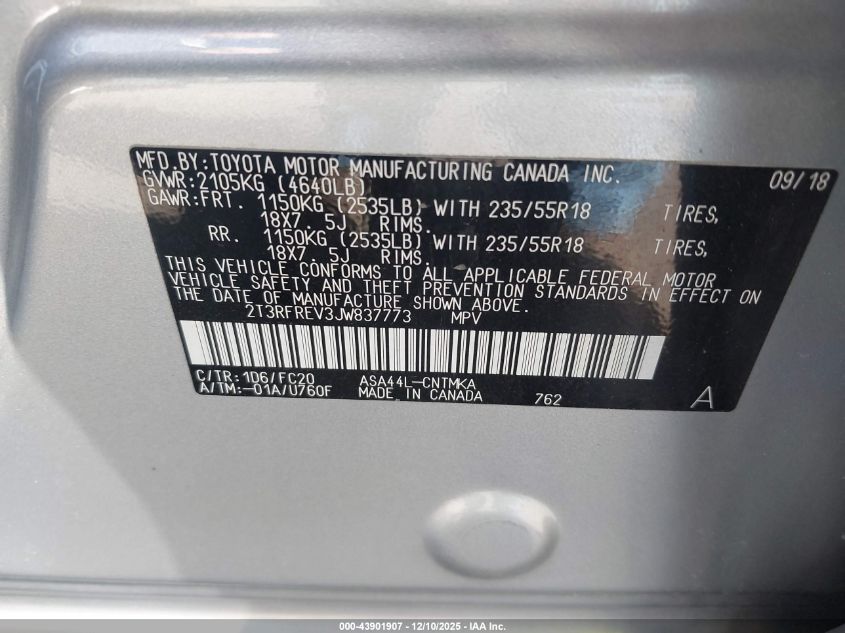 MFD.BY:TOYOTA MOTOR MANUFACTURING CANADA INC. 09/18
GVWR:2105KG (4640LB)
GAWR:FRT. 1150KG (2535LB) WITH 235/55R18 TIRES,
18X7. 5J RIMS.
RR. 1150KG (2535LB) WITH 235/55R18 TIRES,
18X7. 5J RIMS.
THIS VEHICLE CONFORMS TO ALL APPLICABLE FEDERAL MOTOR
VEHICLE SAFETY AND THEFT PREVENTION STANDARDS IN EFFECT ON
THE DATE OF MANUFACTURE SHOWN ABOVE.
2T3RFREV3JW837773 MPV
C/TR:1D6/FC20 ASA44L-CNTMKA
A/TM:-01A/U760F MADE IN CANADA 762 A
000-43901907 - 12/10/2025 - IAA Inc.